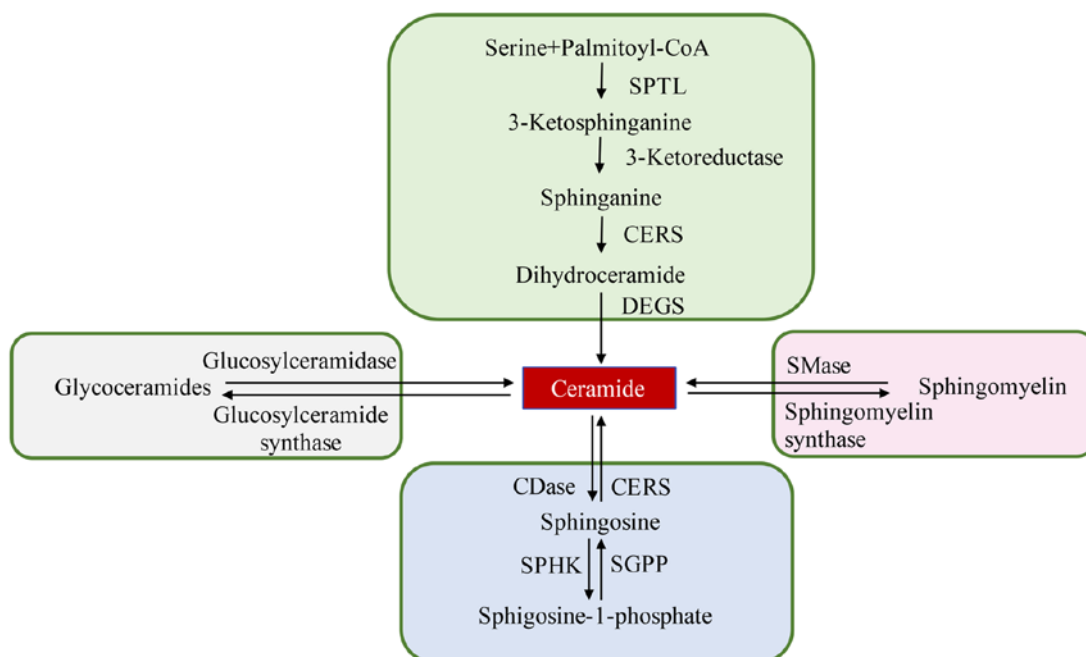 Serine+Palmitoyl-CoA
SPTL
3-Ketosphinganine
3-Ketoreductase
Sphinganine
CERS
Dihydroceramide
DEGS
Glucosylceramidase
Glycoceramides
Glucosylceramide
synthase
Ceramide
SMase
Sphingomyelin
Sphingomyelin
synthase
CDase
CERS
Sphingosine
SPHK
SGPP
Sphigosine-1-phosphate